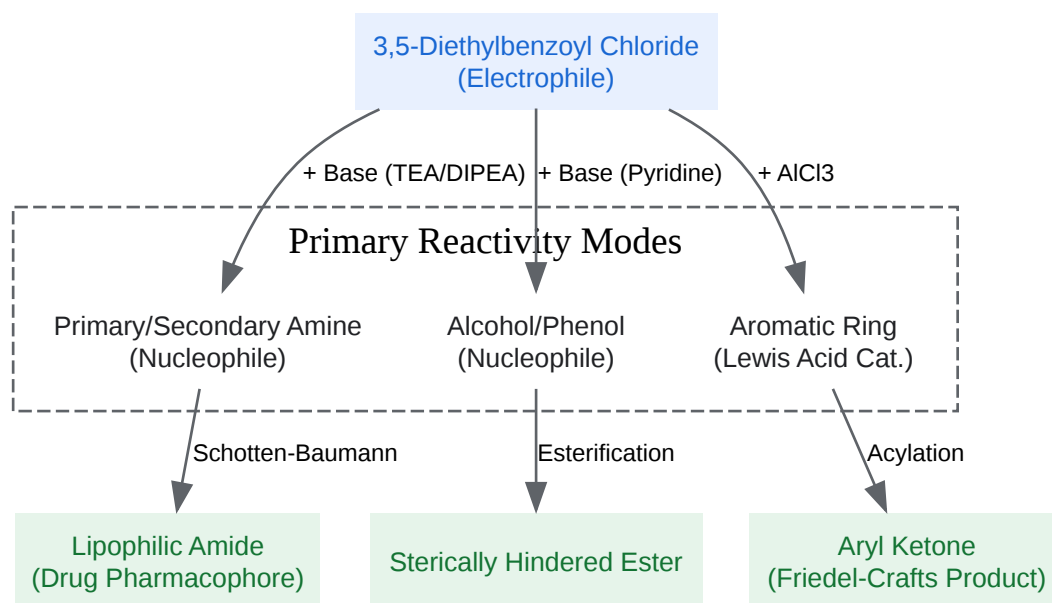 3,5-Diethylbenzoyl Chloride
(Electrophile)
+ Base (TEA/DIPEA)
+ Base (Pyridine)
+ AlCl3
Primary Reactivity Modes
Primary/Secondary Amine
(Nucleophile)
Alcohol/Phenol
(Nucleophile)
Aromatic Ring
(Lewis Acid Cat.)
Schotten-Baumann
Esterification
Acylation
Lipophilic Amide
(Drug Pharmacophore)
Sterically Hindered Ester
Aryl Ketone
(Friedel-Crafts Product)